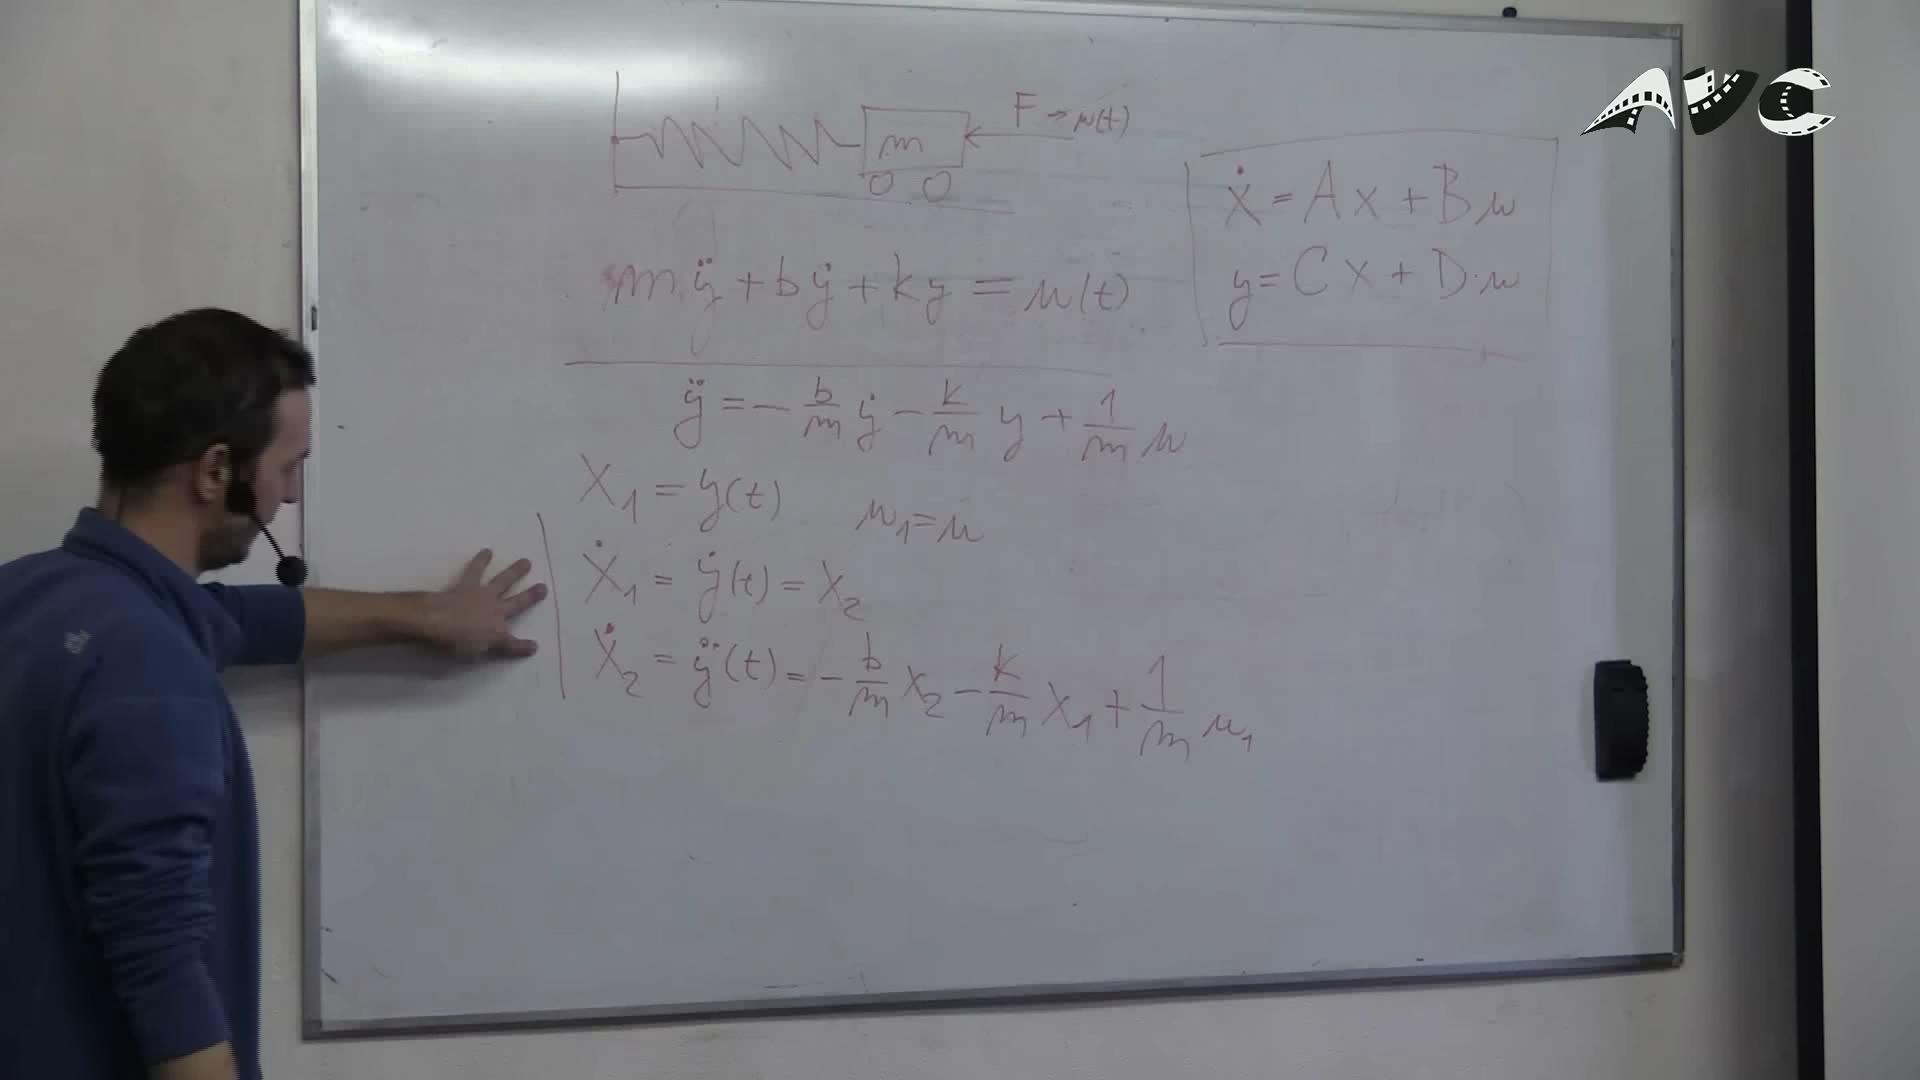 AVC
m
F → u(t)
ẋ = Ax + Bu
y = Cx + D·u
mÿ + bẏ + ky = u(t)
ÿ = - b/m ẏ - k/m y + 1/m u
x₁ = y(t) u₁ = u
ẋ₁ = ẏ(t) = x₂
ẋ₂ = ÿ(t) = - b/m x₂ - k/m x₁ + 1/m u₁